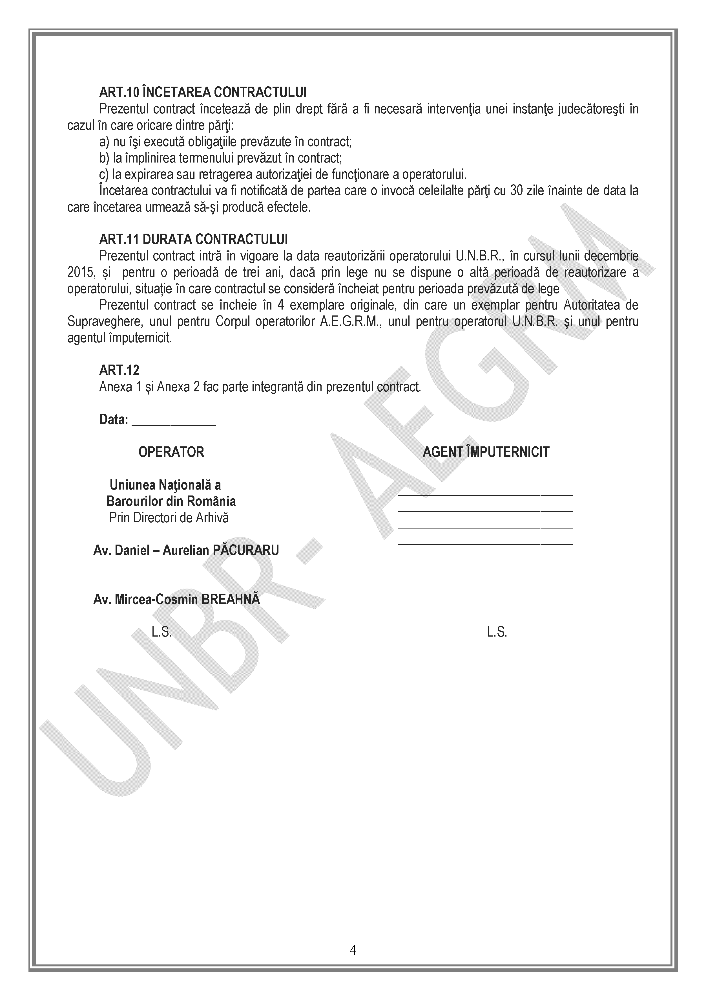 ART.10 ÎNCETAREA CONTRACTULUI
Prezentul contract încetează de plin drept fără a fi necesară intervenţia unei instanţe judecătoreşti în
cazul în care oricare dintre părţi:
a) nu îşi execută obligaţiile prevăzute în contract;
b) la împlinirea termenului prevăzut în contract;
c) la expirarea sau retragerea autorizaţiei de funcţionare a operatorului.
Încetarea contractului va fi notificată de partea care o invocă celeilalte părţi cu 30 zile înainte de data la
care încetarea urmează să-şi producă efectele.
ART.11 DURATA CONTRACTULUI
Prezentul contract intră în vigoare la data reautorizării operatorului U.N.B.R., în cursul lunii decembrie
2015, și pentru o perioadă de trei ani, dacă prin lege nu se dispune o altă perioadă de reautorizare a
operatorului, situație în care contractul se consideră încheiat pentru perioada prevăzută de lege
Prezentul contract se încheie în 4 exemplare originale, din care un exemplar pentru Autoritatea de
Supraveghere, unul pentru Corpul operatorilor A.E.G.R.M., unul pentru operatorul U.N.B.R. şi unul pentru
agentul împuternicit.
ART.12
Anexa 1 și Anexa 2 fac parte integrantă din prezentul contract.
Data: ____________
OPERATOR AGENT ÎMPUTERNICIT
Uniunea Naţională a _________________________
Barourilor din România _________________________
Prin Directori de Arhivă _________________________
_________________________
Av. Daniel – Aurelian PĂCURARU
Av. Mircea-Cosmin BREAHNĂ
L.S. L.S.
UNBR- AEGRM
4